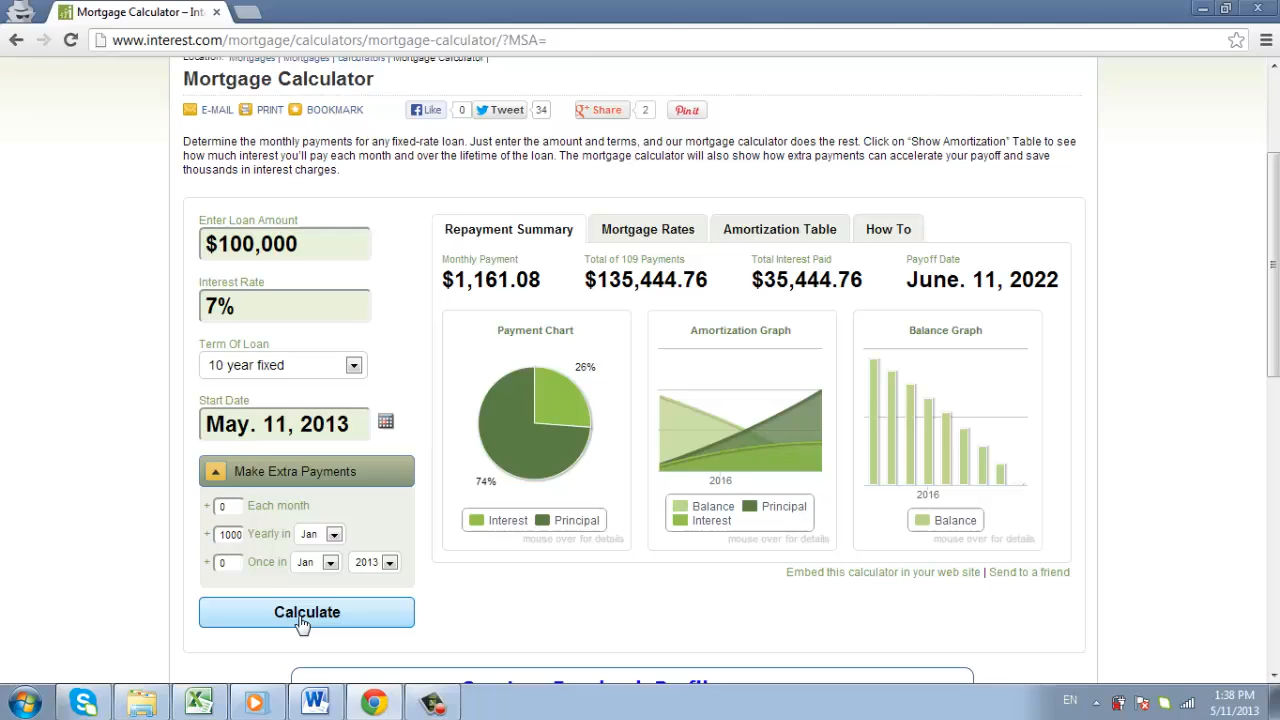 Mortgage Calculator – Int
www.interest.com/mortgage/calculators/mortgage-calculator/?MSA=
Location: Mortgages | Mortgages | calculators | Mortgage Calculator |
Mortgage Calculator
E-MAIL PRINT BOOKMARK Like 0 Tweet 34 Share 2 Pin it
Determine the monthly payments for any fixed-rate loan. Just enter the amount and terms, and our mortgage calculator does the rest. Click on “Show Amortization” Table to see
how much interest you’ll pay each month and over the lifetime of the loan. The mortgage calculator will also show how extra payments can accelerate your payoff and save
thousands in interest charges.
Enter Loan Amount
$100,000
Interest Rate
7%
Term Of Loan
10 year fixed
Start Date
May. 11, 2013
Make Extra Payments
+ 0 Each month
+ 1000 Yearly in Jan
+ 0 Once in Jan 2013
Calculate
Repayment Summary Mortgage Rates Amortization Table How To
Monthly Payment Total of 109 Payments Total Interest Paid Payoff Date
$1,161.08 $135,444.76 $35,444.76 June. 11, 2022
Payment Chart
26%
74%
Interest Principal
mouse over for details
Amortization Graph
2016
Balance Principal
Interest
mouse over for details
Balance Graph
2016
Balance
mouse over for details
Embed this calculator in your web site | Send to a friend
EN
1:38 PM
5/11/2013